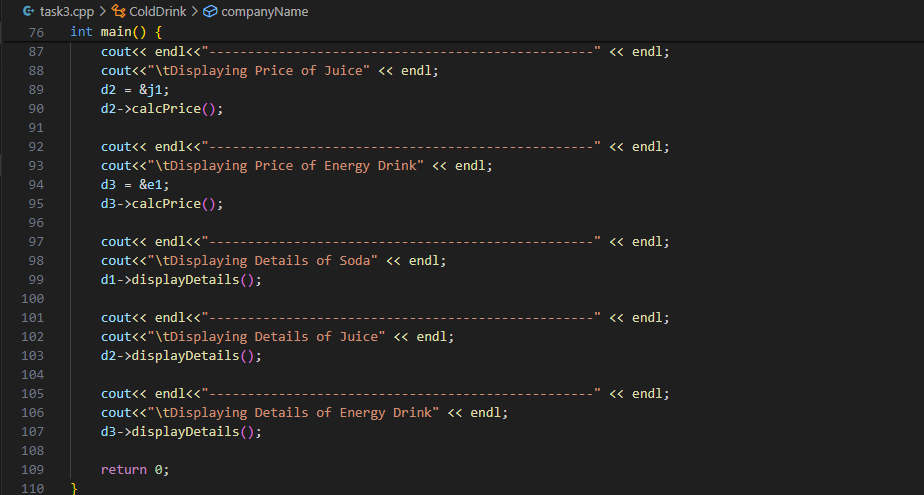 task3.cpp > ColdDrink > companyName
76 int main() {
87 cout<< endl<<"--------------------------------------------------" << endl;
88 cout<<"\tDisplaying Price of Juice" << endl;
89 d2 = &j1;
90 d2->calcPrice();
91
92 cout<< endl<<"--------------------------------------------------" << endl;
93 cout<<"\tDisplaying Price of Energy Drink" << endl;
94 d3 = &e1;
95 d3->calcPrice();
96
97 cout<< endl<<"--------------------------------------------------" << endl;
98 cout<<"\tDisplaying Details of Soda" << endl;
99 d1->displayDetails();
100
101 cout<< endl<<"--------------------------------------------------" << endl;
102 cout<<"\tDisplaying Details of Juice" << endl;
103 d2->displayDetails();
104
105 cout<< endl<<"--------------------------------------------------" << endl;
106 cout<<"\tDisplaying Details of Energy Drink" << endl;
107 d3->displayDetails();
108
109 return 0;
110 }